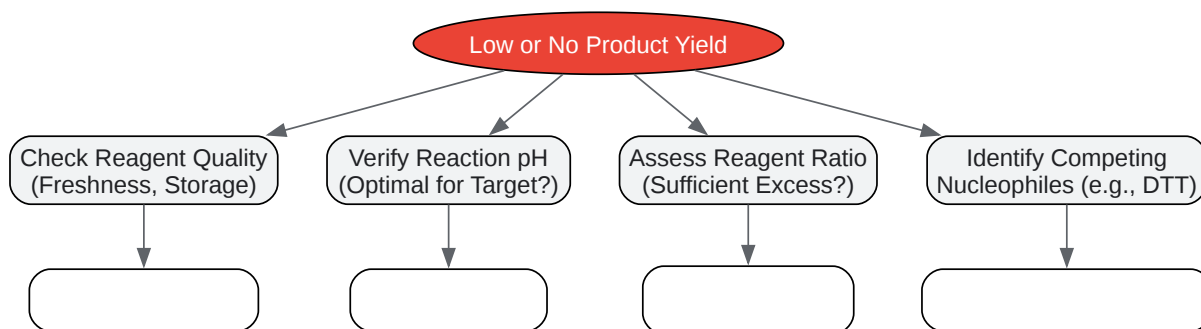 Low or No Product Yield
Check Reagent Quality
(Freshness, Storage)
Verify Reaction pH
(Optimal for Target?)
Assess Reagent Ratio
(Sufficient Excess?)
Identify Competing
Nucleophiles (e.g., DTT)